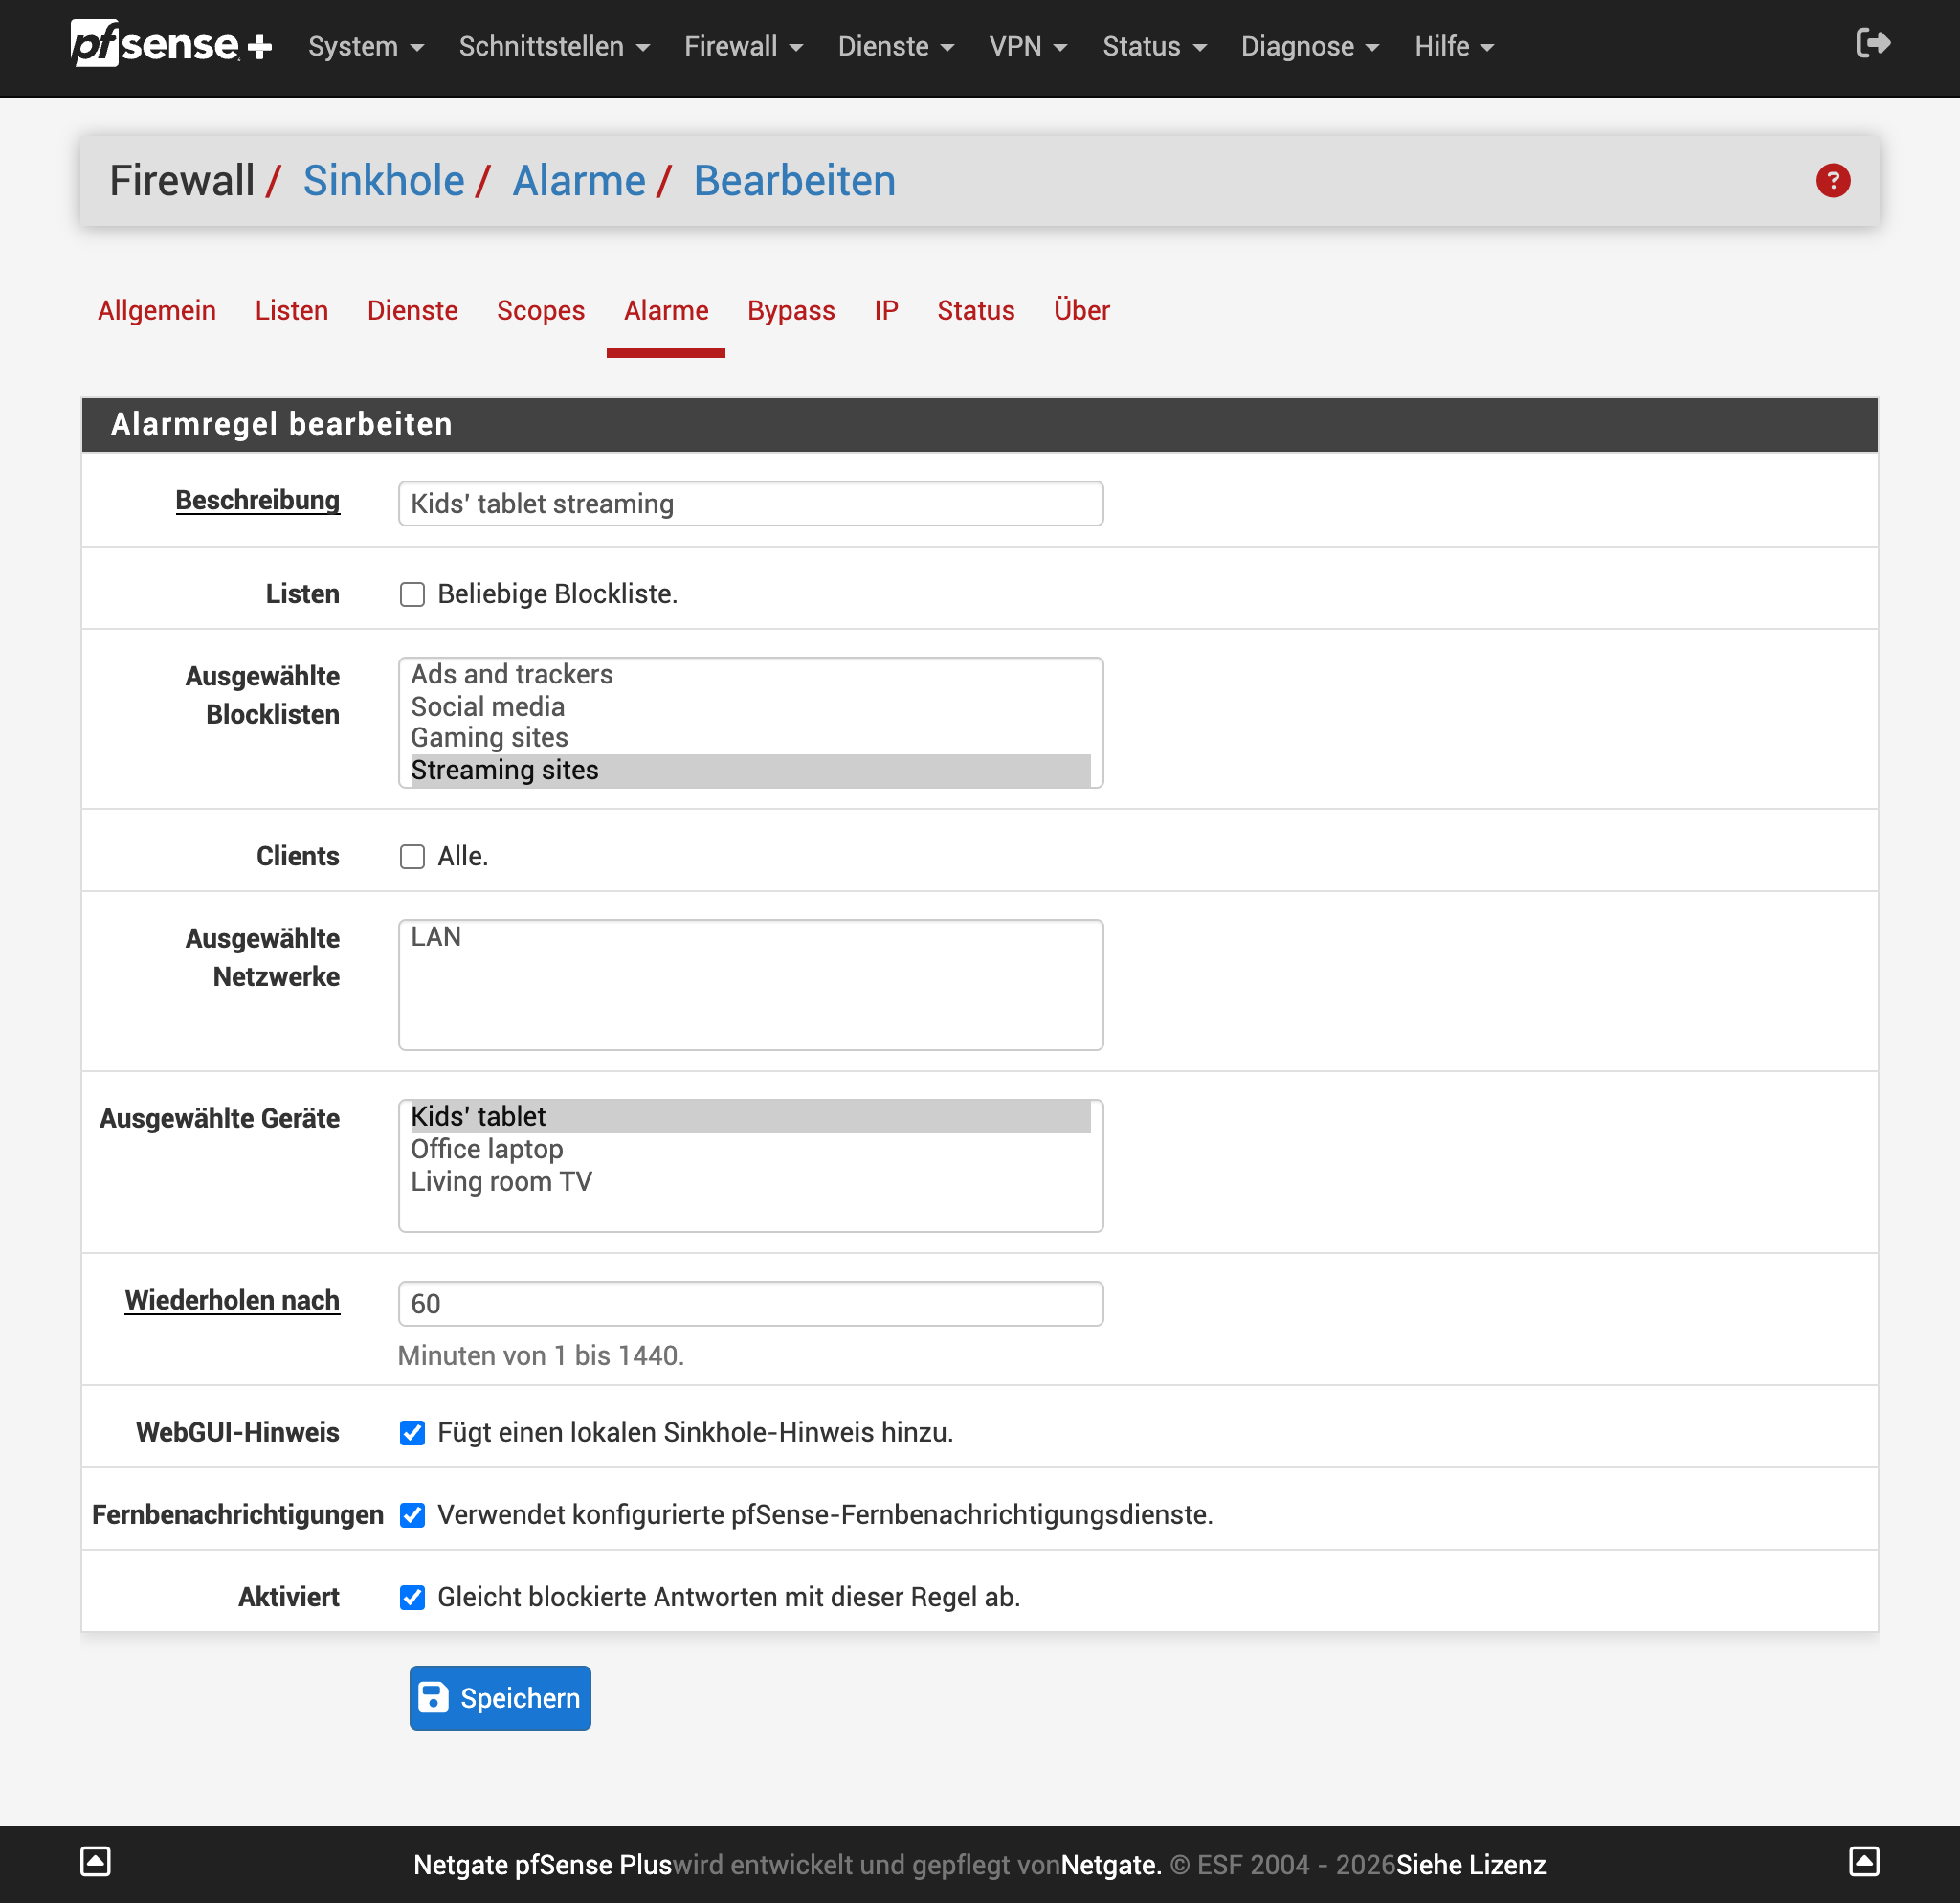 pfsense+ System Schnittstellen Firewall Dienste VPN Status Diagnose Hilfe
Firewall / Sinkhole / Alarme / Bearbeiten
?
Allgemein Listen Dienste Scopes Alarme Bypass IP Status Über
Alarmregel bearbeiten
Beschreibung Kids' tablet streaming
Listen Beliebige Blockliste.
Ausgewählte
Blocklisten
Ads and trackers
Social media
Gaming sites
Streaming sites
Clients Alle.
Ausgewählte
Netzwerke
LAN
Ausgewählte Geräte
Kids' tablet
Office laptop
Living room TV
Wiederholen nach 60
Minuten von 1 bis 1440.
WebGUI-Hinweis Fügt einen lokalen Sinkhole-Hinweis hinzu.
Fernbenachrichtigungen Verwendet konfigurierte pfSense-Fernbenachrichtigungsdienste.
Aktiviert Gleicht blockierte Antworten mit dieser Regel ab.
Speichern
Netgate pfSense Pluswird entwickelt und gepflegt vonNetgate. © ESF 2004 - 2026Siehe Lizenz